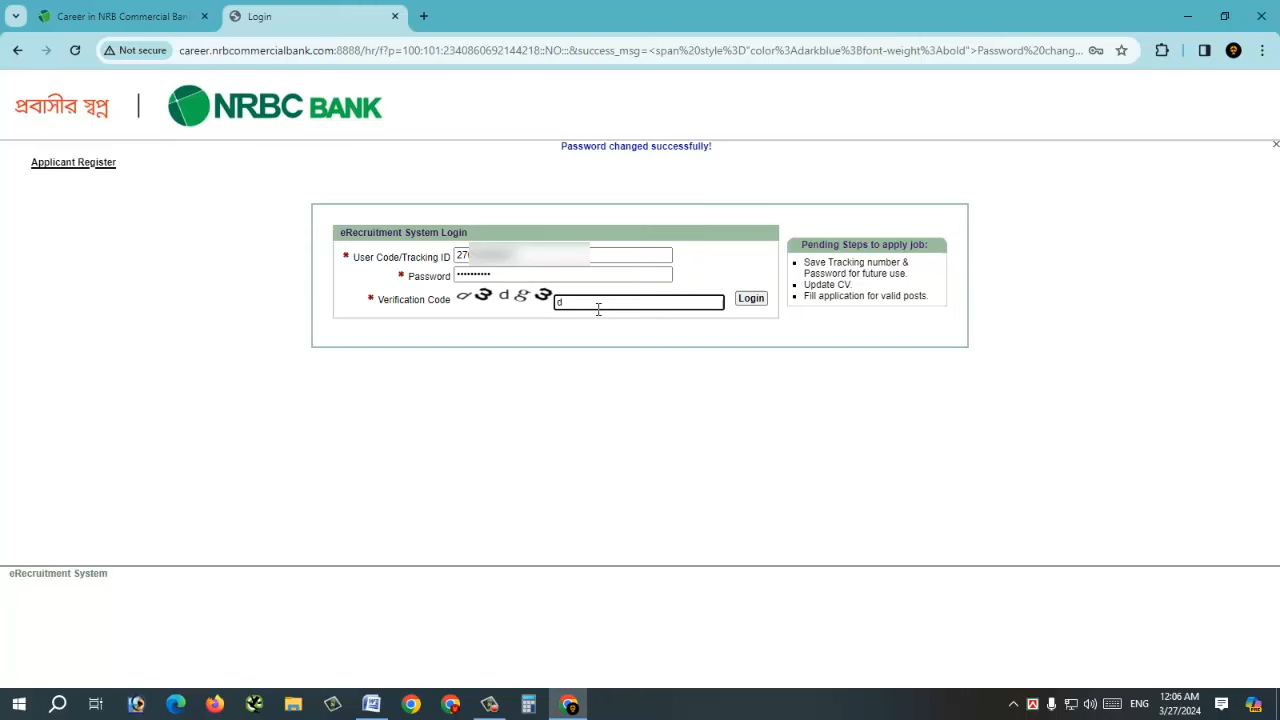 Career in NRB Commercial Ban
Login
Not secure
career.nrbcommercialbank.com:8888/hr/f?p=100:101:2340860692144218::NO:::&success_msg=<span%20style%3D"color%3Adarkblue%3Bfont-weight%3Abold">Password%20chang...
প্রবাসীর স্বপ্ন
NRBC BANK
Password changed successfully!
Applicant Register
eRecruitment System Login
* User Code/Tracking ID 27
* Password ••••••••••
* Verification Code d
Login
Pending Steps to apply job:
Save Tracking number &
Password for future use.
Update CV.
Fill application for valid posts.
eRecruitment System
ENG
12:06 AM
3/27/2024